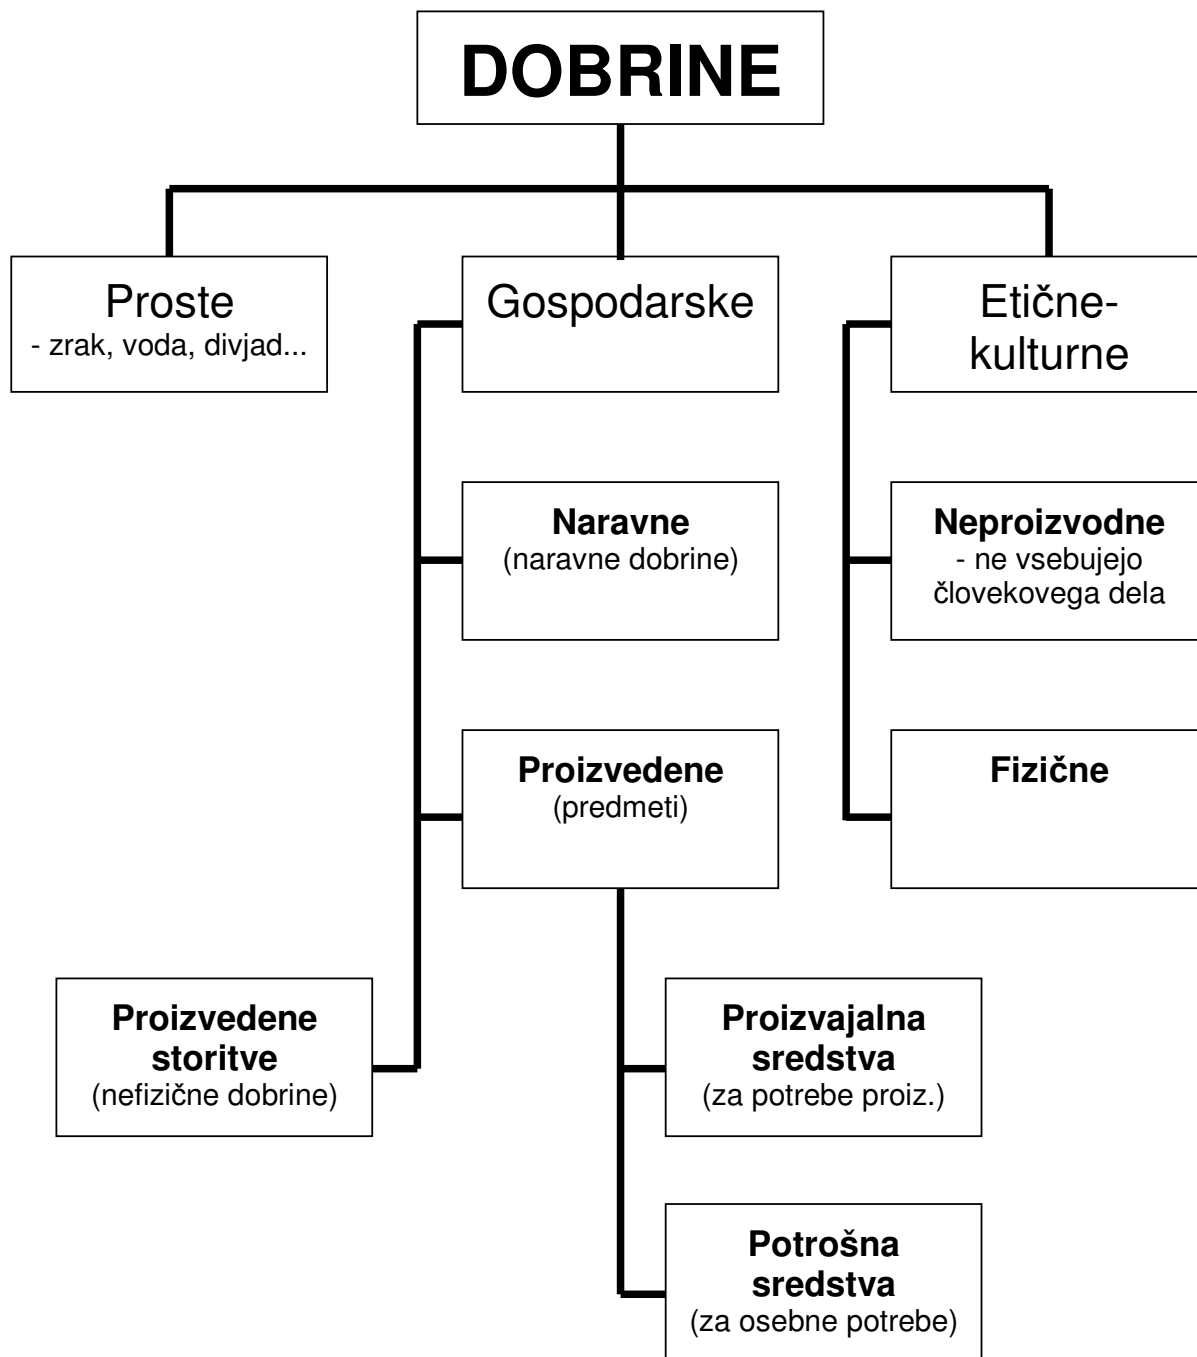 DOBRINE
Proste
- zrak, voda, divjad...
Gospodarske
Etične-
kulturne
Naravne
(naravne dobrine)
Neproizvodne
- ne vsebujejo
človekovega dela
Proizvedene
(predmeti)
Fizične
Proizvedene
storitve
(nefizične dobrine)
Proizvajalna
sredstva
(za potrebe proiz.)
Potrošna
sredstva
(za osebne potrebe)